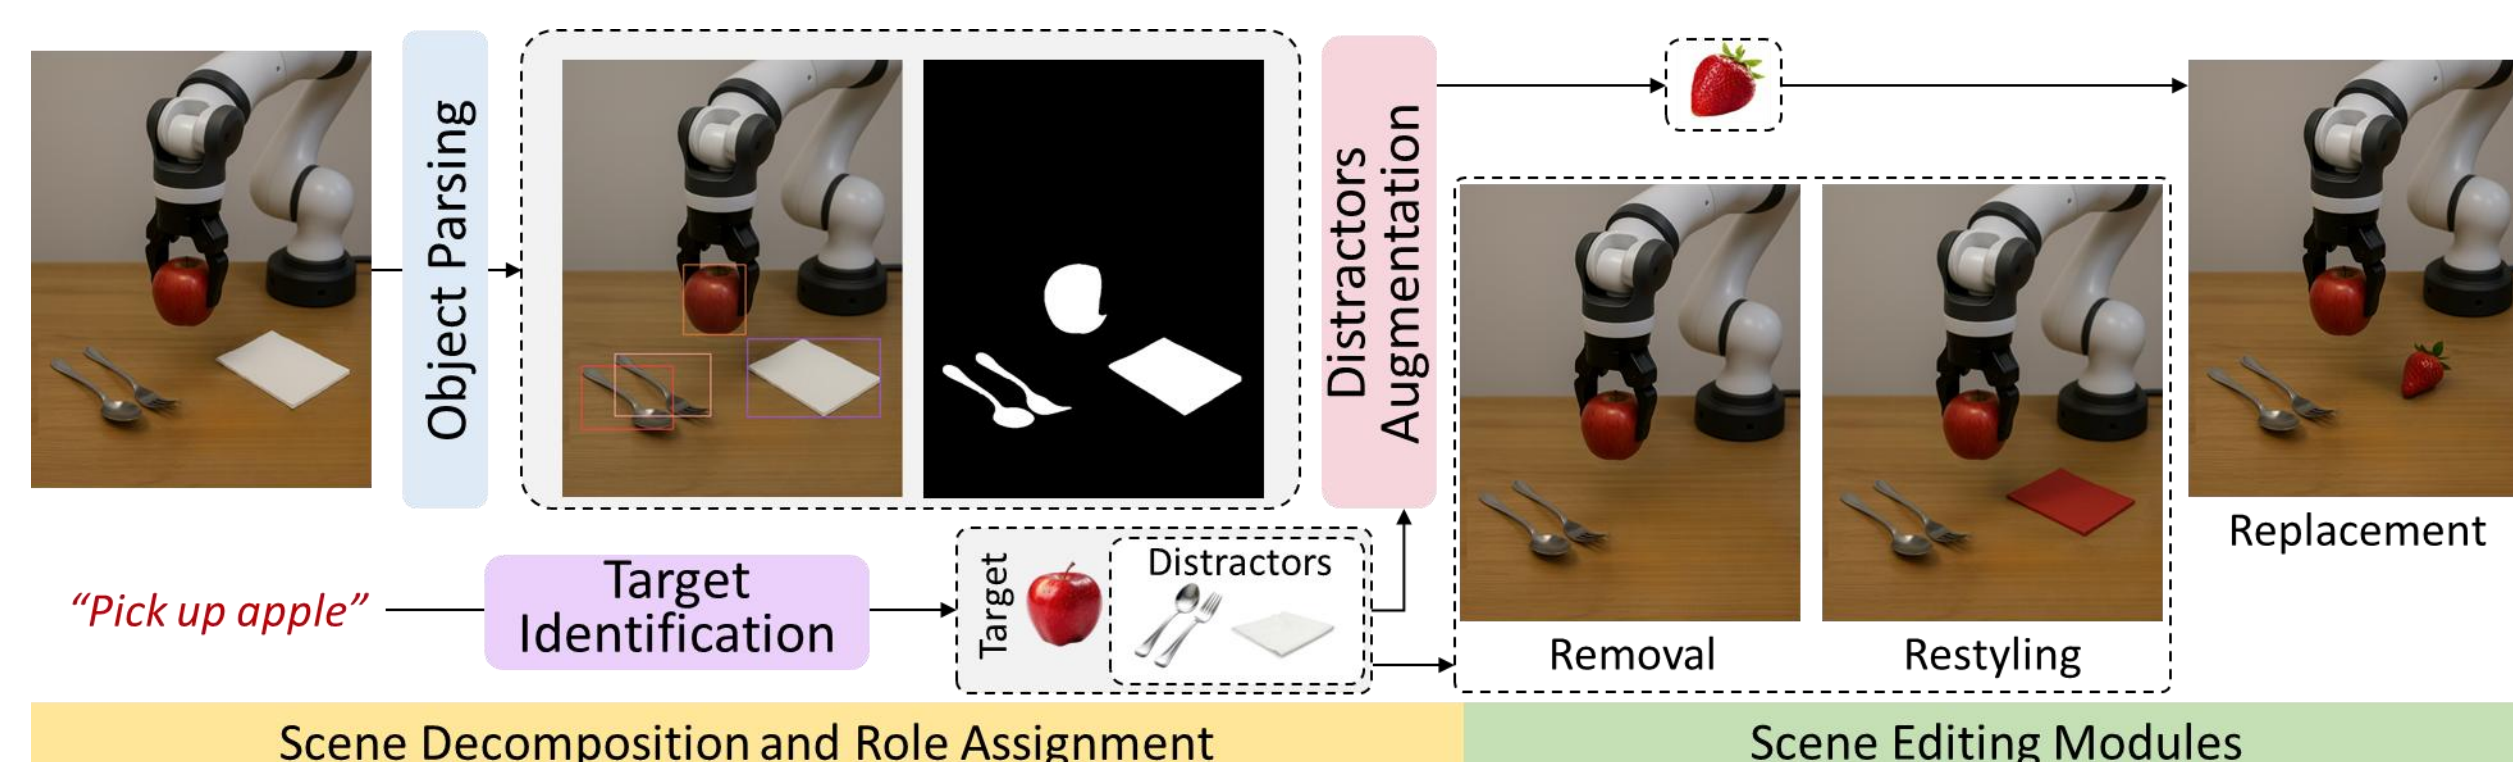 Object Parsing
Distractors
Augmentation
Replacement
"Pick up apple"
Target
Identification
Target
Distractors
Removal
Restyling
Scene Decomposition and Role Assignment
Scene Editing Modules